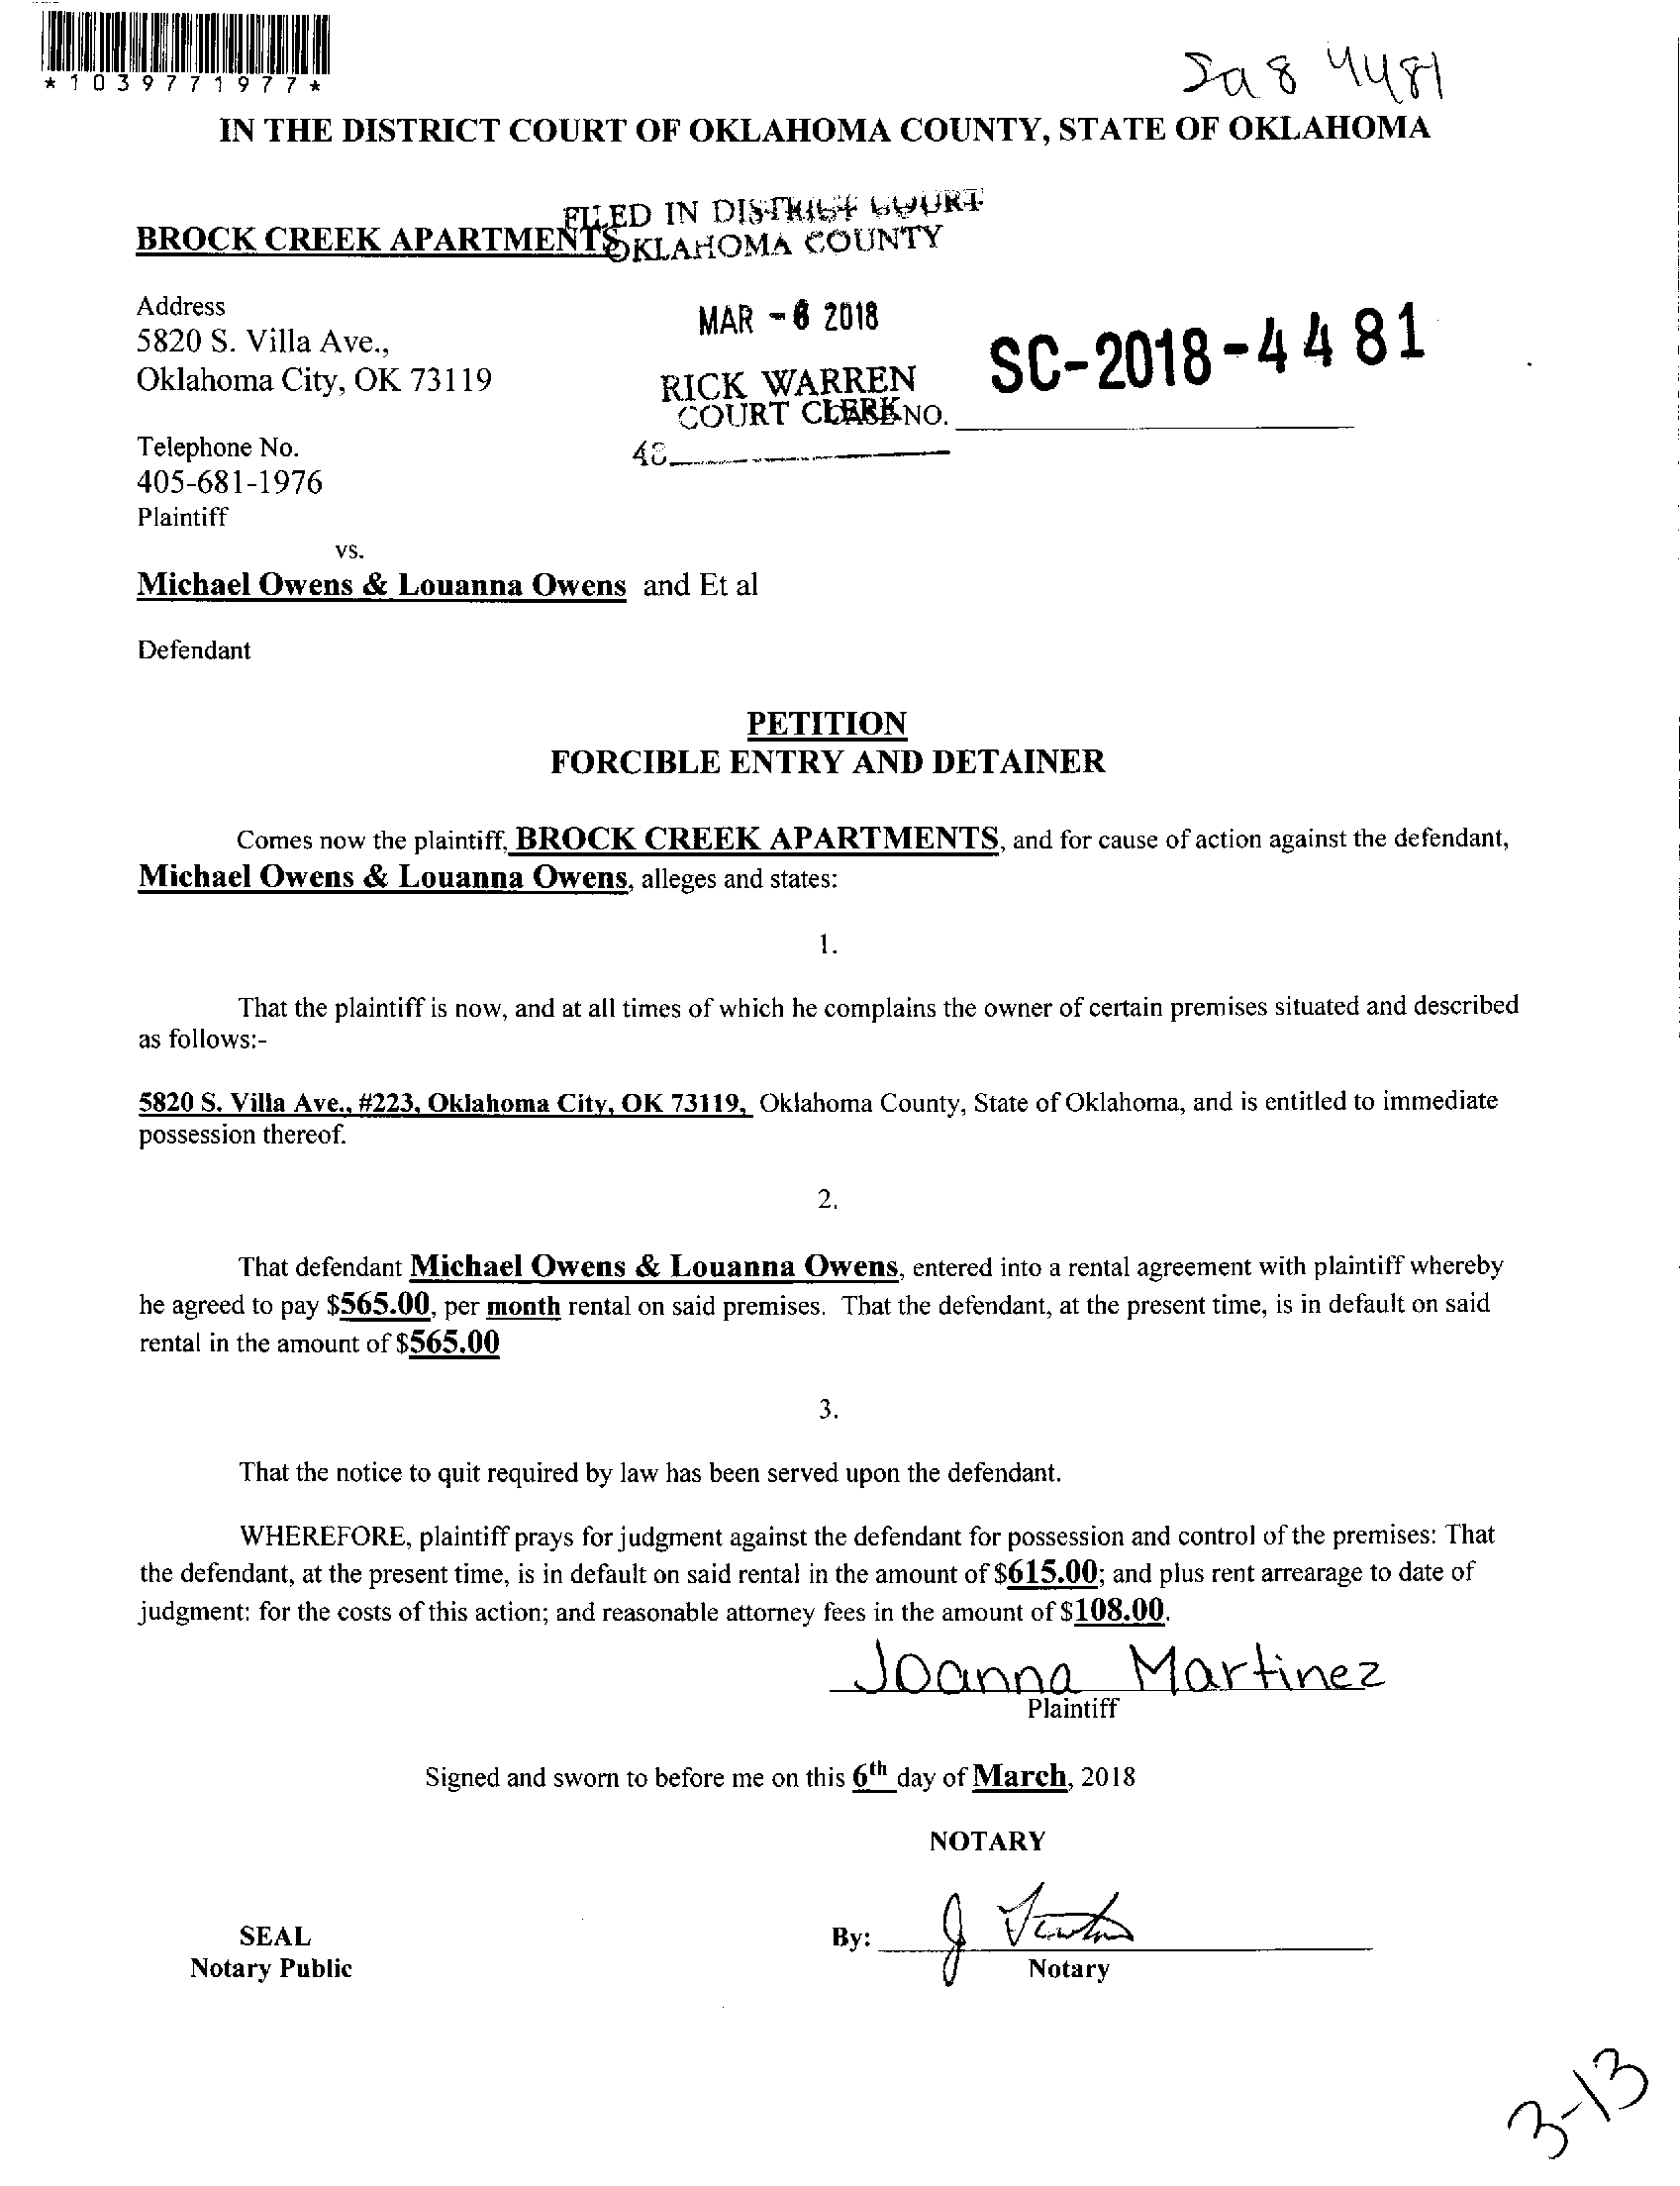 *1039771977*
4481
IN THE DISTRICT COURT OF OKLAHOMA COUNTY, STATE OF OKLAHOMA
FILED IN DISTRICT COURT
BROCK CREEK APARTMENTS
OKLAHOMA COUNTY
Address
MAR -6 2018
5820 S. Villa Ave.,
SC-2018-4481
Oklahoma City, OK 73119
RICK WARREN
COURT CLERK
CASE NO.
Telephone No.
405-681-1976
Plaintiff
vs.
Michael Owens & Louanna Owens and Et al
Defendant
PETITION
FORCIBLE ENTRY AND DETAINER
Comes now the plaintiff, BROCK CREEK APARTMENTS, and for cause of action against the defendant,
Michael Owens & Louanna Owens, alleges and states:
1.
That the plaintiff is now, and at all times of which he complains the owner of certain premises situated and described
as follows:-
5820 S. Villa Ave., #223, Oklahoma City, OK 73119, Oklahoma County, State of Oklahoma, and is entitled to immediate
possession thereof.
2.
That defendant Michael Owens & Louanna Owens, entered into a rental agreement with plaintiff whereby
he agreed to pay $565.00, per month rental on said premises. That the defendant, at the present time, is in default on said
rental in the amount of $565.00
3.
That the notice to quit required by law has been served upon the defendant.
WHEREFORE, plaintiff prays for judgment against the defendant for possession and control of the premises: That
the defendant, at the present time, is in default on said rental in the amount of $615.00; and plus rent arrearage to date of
judgment: for the costs of this action; and reasonable attorney fees in the amount of $108.00.
Joanna Martinez
Plaintiff
Signed and sworn to before me on this 6th day of March, 2018
NOTARY
SEAL
By:
Notary Public
Notary
3-13